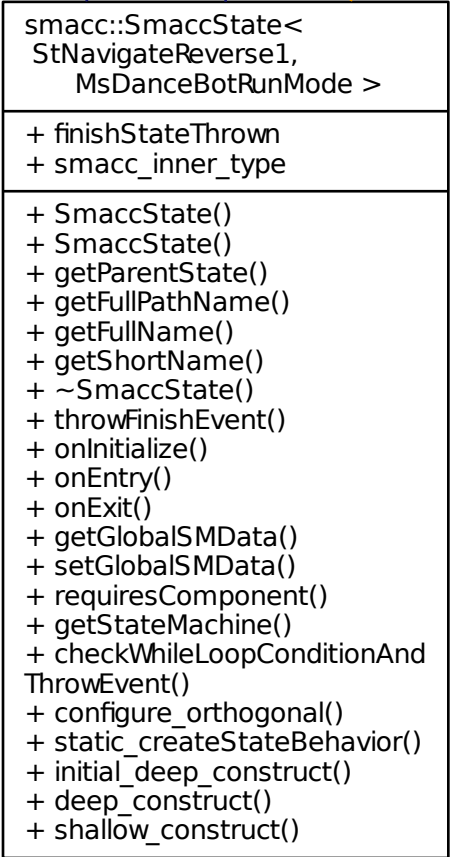 smacc::SmaccState<
StNavigateReverse1,
MsDanceBotRunMode >
+ finishStateThrown
+ smacc_inner_type
+ SmaccState()
+ SmaccState()
+ getParentState()
+ getFullPathName()
+ getFullName()
+ getShortName()
+ ~SmaccState()
+ throwFinishEvent()
+ onInitialize()
+ onEntry()
+ onExit()
+ getGlobalSMData()
+ setGlobalSMData()
+ requiresComponent()
+ getStateMachine()
+ checkWhileLoopConditionAnd
ThrowEvent()
+ configure_orthogonal()
+ static_createStateBehavior()
+ initial_deep_construct()
+ deep_construct()
+ shallow_construct()